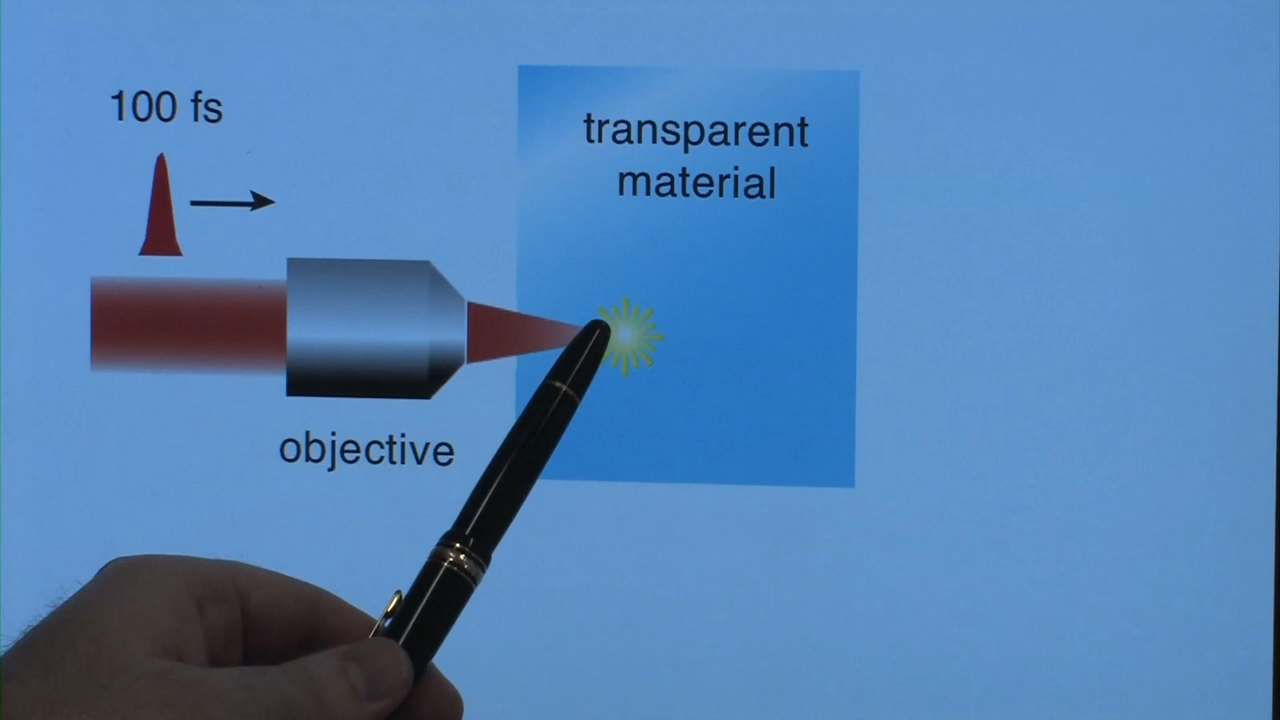 100 fs
transparent
material
objective